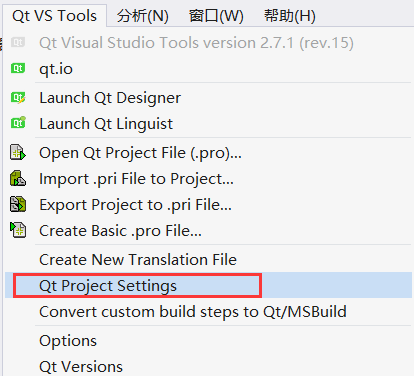 Qt VS Tools 分析(N) 窗口(W) 帮助(H)
Qt Visual Studio Tools version 2.7.1 (rev.15)
qt.io
Launch Qt Designer
Launch Qt Linguist
Open Qt Project File (.pro)...
Import .pri File to Project...
Export Project to .pri File...
Create Basic .pro File...
Create New Translation File
Qt Project Settings
Convert custom build steps to Qt/MSBuild
Options
Qt Versions